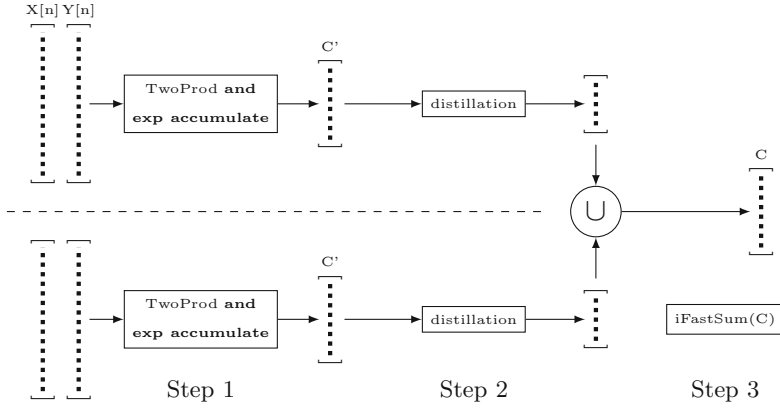 X[n] Y[n]
C'
TwoProd and
exp accumulate
distillation
C
∪
C'
TwoProd and
exp accumulate
distillation
iFastSum(C)
Step 1 Step 2 Step 3